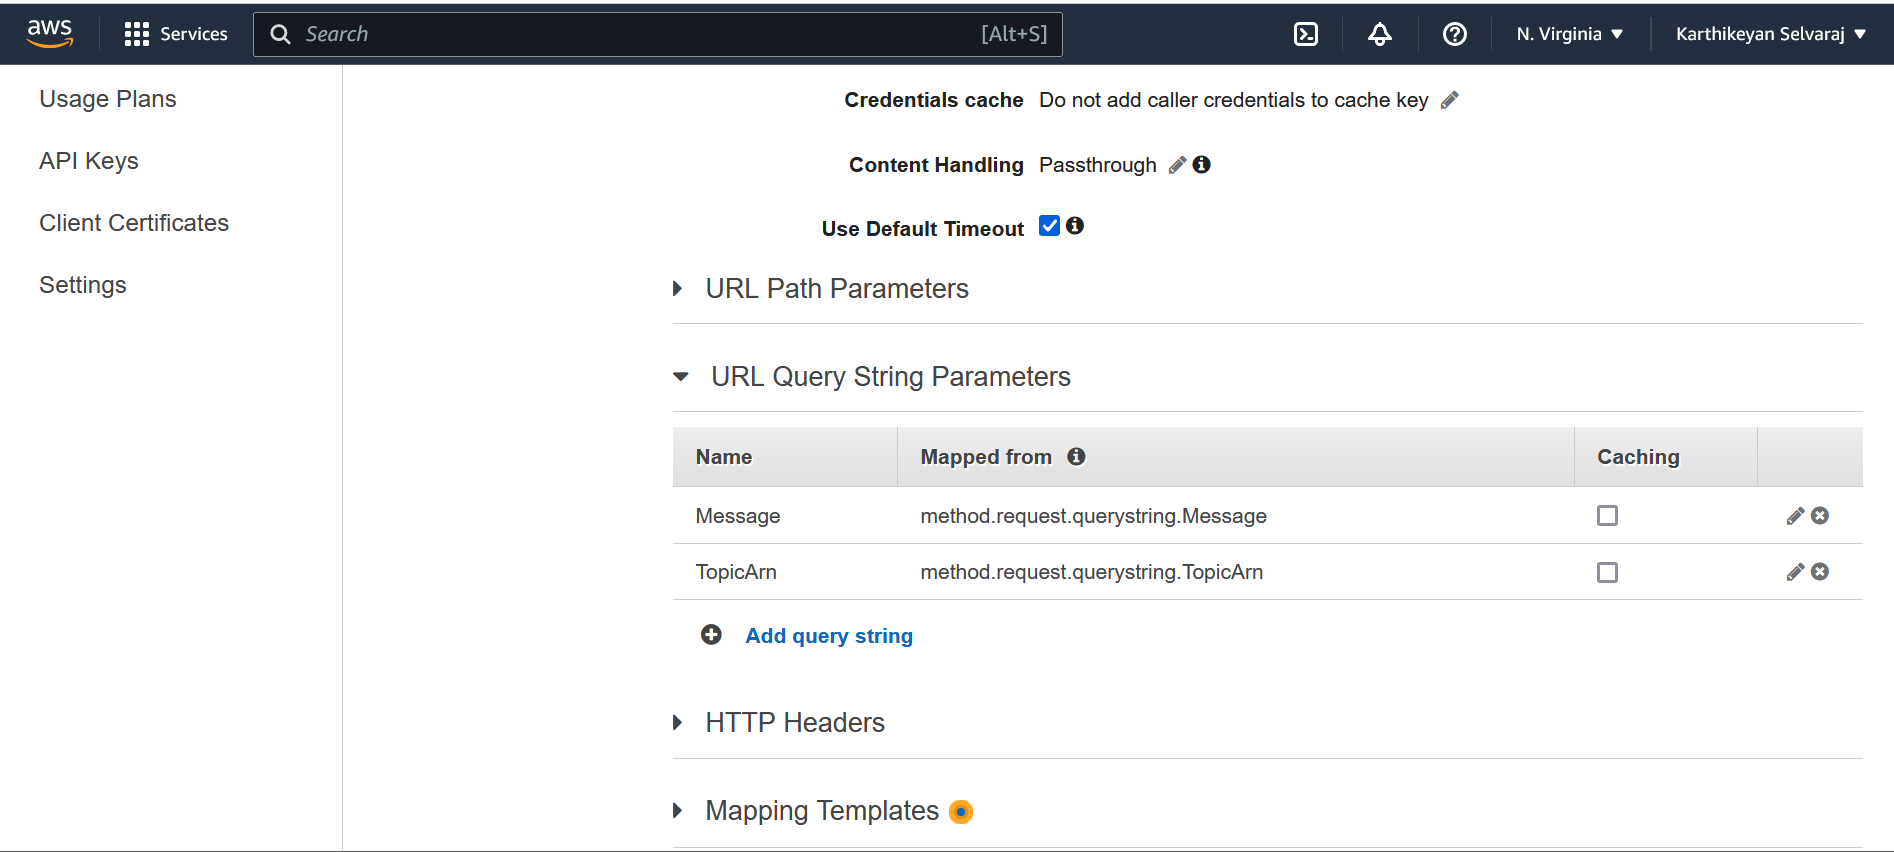 aws
Services
Search [Alt+S]
N. Virginia
Karthikeyan Selvaraj
Usage Plans
API Keys
Client Certificates
Settings
Credentials cache Do not add caller credentials to cache key
Content Handling Passthrough
Use Default Timeout
URL Path Parameters
URL Query String Parameters
Name Mapped from Caching
Message method.request.querystring.Message
TopicArn method.request.querystring.TopicArn
Add query string
HTTP Headers
Mapping Templates